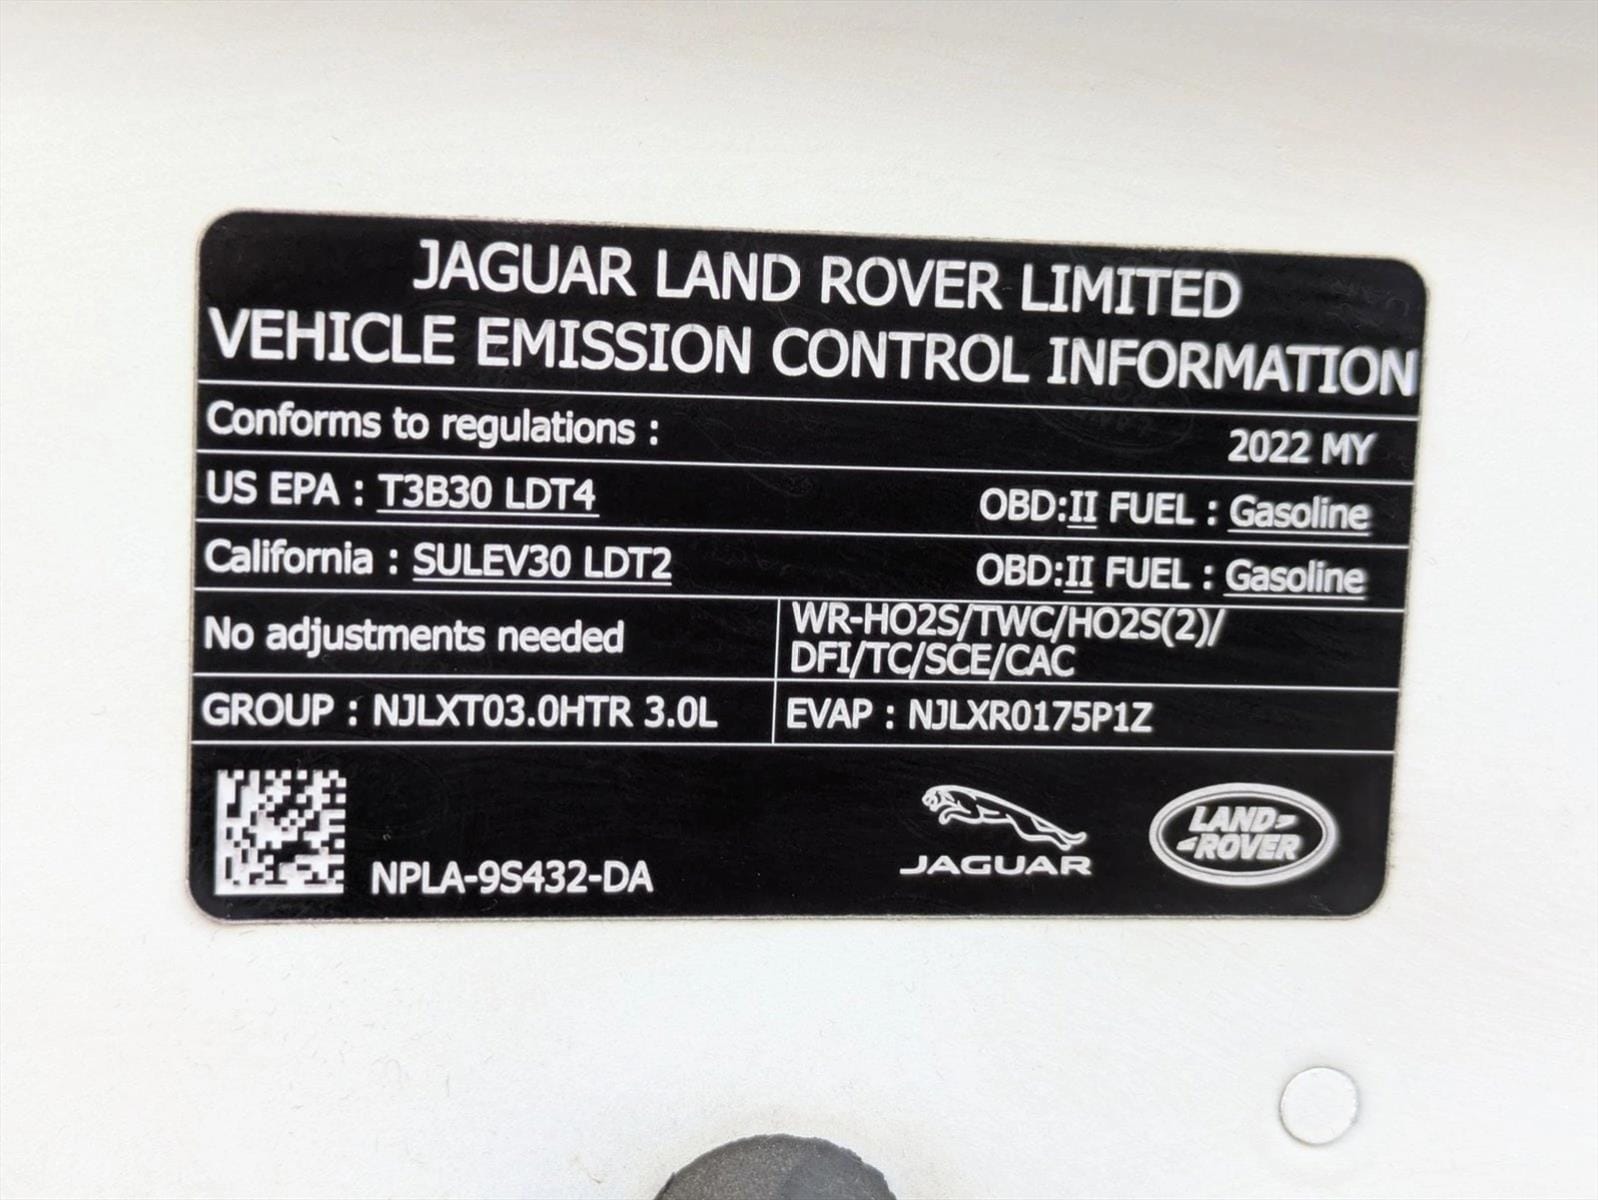 JAGUAR LAND ROVER LIMITED
VEHICLE EMISSION CONTROL INFORMATION
Conforms to regulations : 2022 MY
US EPA : T3B30 LDT4 OBD:II FUEL : Gasoline
California : SULEV30 LDT2 OBD:II FUEL : Gasoline
No adjustments needed
WR-HO2S/TWC/HO2S(2)/
DFI/TC/SCE/CAC
GROUP : NJLXT03.0HTR 3.0L EVAP : NJLXR0175P1Z
NPLA-9S432-DA
JAGUAR
LAND
ROVER